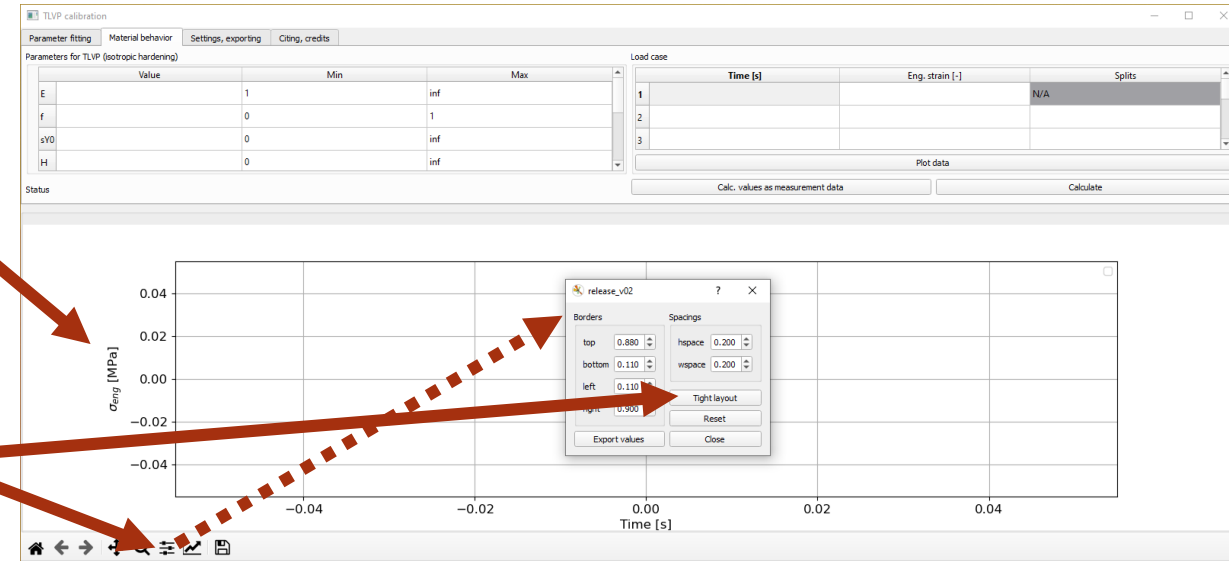 TLVP calibration
Parameter fitting Material behavior Settings, exporting Citing, credits
Parameters for TLVP (isotropic hardening)
Value Min Max
E 1 inf
f 0 1
sY0 0 inf
H 0 inf
Status
Load case
Time [s] Eng. strain [-] Splits
1 N/A
2
3
Plot data
Calc. values as measurement data Calculate
0.04
0.02
0.00
−0.02
−0.04
σeng [MPa]
−0.04 −0.02 0.00 0.02 0.04
Time [s]
release_v02 ?
Borders Spacings
top 0.880 hspace 0.200
bottom 0.110 wspace 0.200
left 0.110
Tight layout
right 0.900
Reset
Export values Close